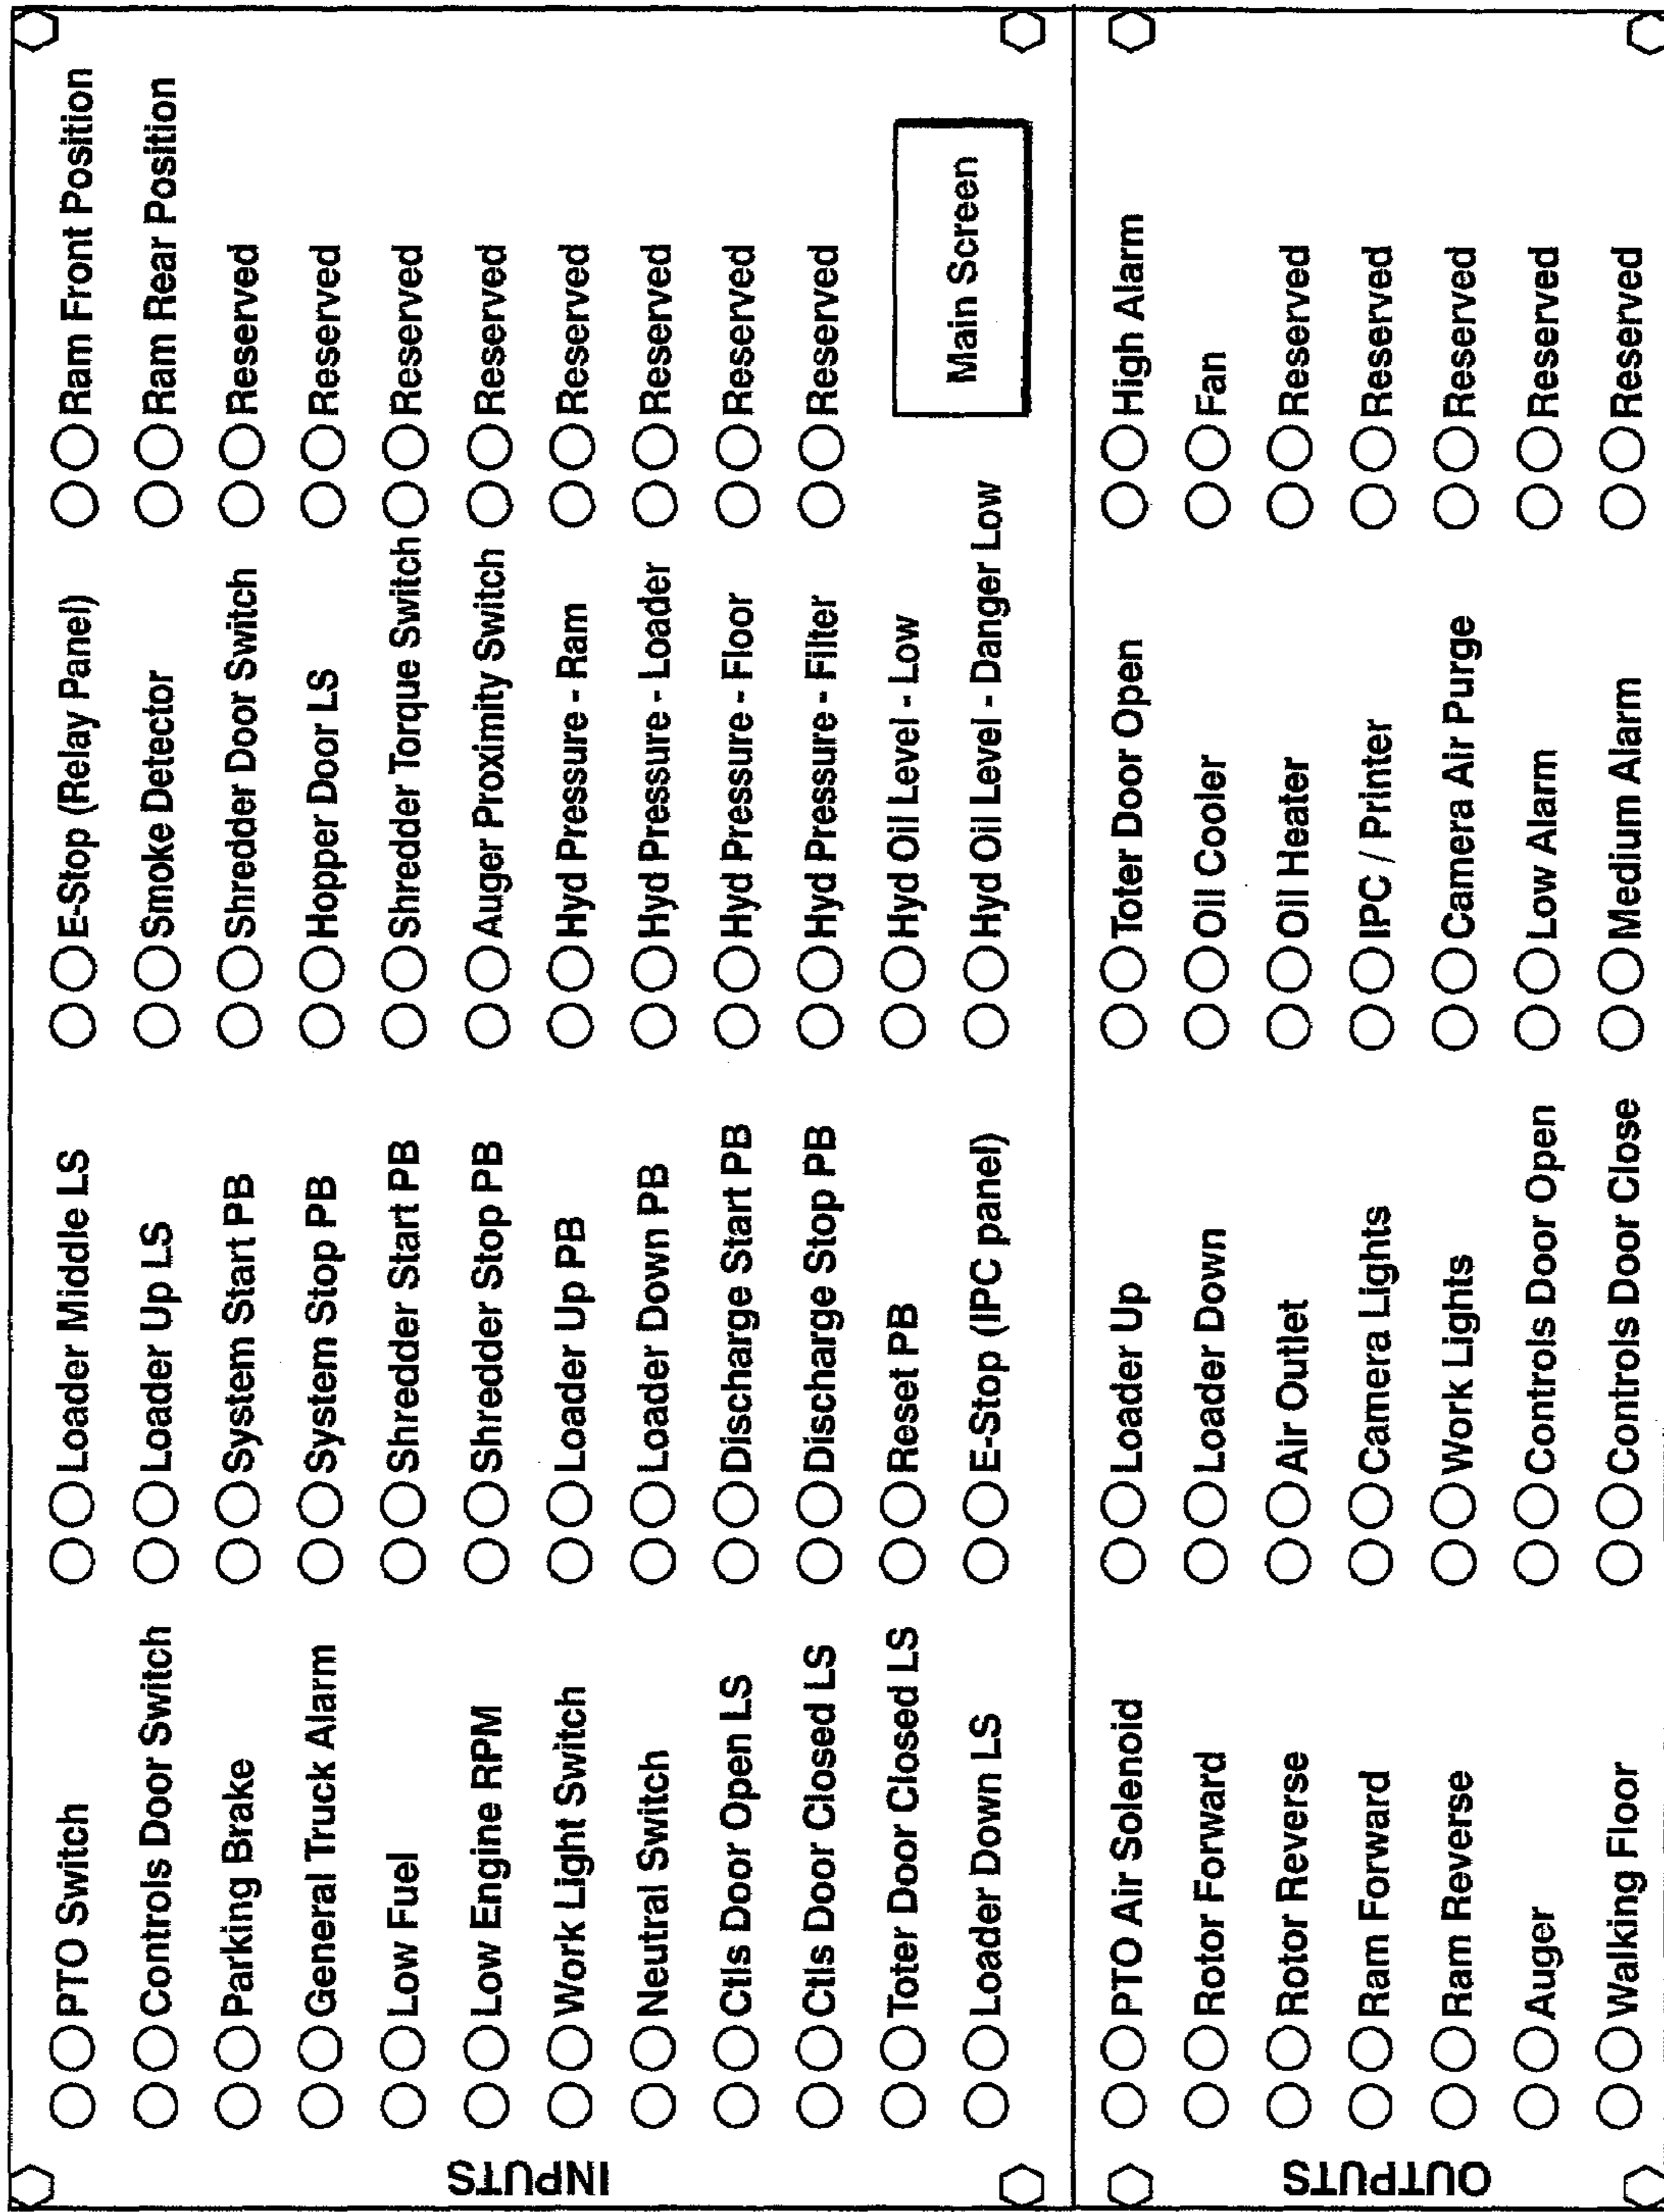 INPUTS
PTO Switch
Controls Door Switch
Parking Brake
General Truck Alarm
Low Fuel
Low Engine RPM
Work Light Switch
Neutral Switch
Ctls Door Open LS
Ctls Door Closed LS
Toter Door Closed LS
Loader Down LS
Loader Middle LS
Loader Up LS
System Start PB
System Stop PB
Shredder Start PB
Shredder Stop PB
Loader Up PB
Loader Down PB
Discharge Start PB
Discharge Stop PB
Reset PB
E-Stop (IPC panel)
E-Stop (Relay Panel)
Smoke Detector
Shredder Door Switch
Hopper Door LS
Shredder Torque Switch
Auger Proximity Switch
Hyd Pressure - Ram
Hyd Pressure - Loader
Hyd Pressure - Floor
Hyd Pressure - Filter
Hyd Oil Level - Low
Hyd Oil Level - Danger Low
Ram Front Position
Ram Rear Position
Reserved
Reserved
Reserved
Reserved
Reserved
Reserved
Reserved
Reserved
Main Screen
OUTPUTS
PTO Air Solenoid
Rotor Forward
Rotor Reverse
Ram Forward
Ram Reverse
Auger
Walking Floor
Loader Up
Loader Down
Air Outlet
Camera Lights
Work Lights
Controls Door Open
Controls Door Close
Toter Door Open
Oil Cooler
Oil Heater
IPC / Printer
Camera Air Purge
Low Alarm
Medium Alarm
High Alarm
Fan
Reserved
Reserved
Reserved
Reserved
Reserved